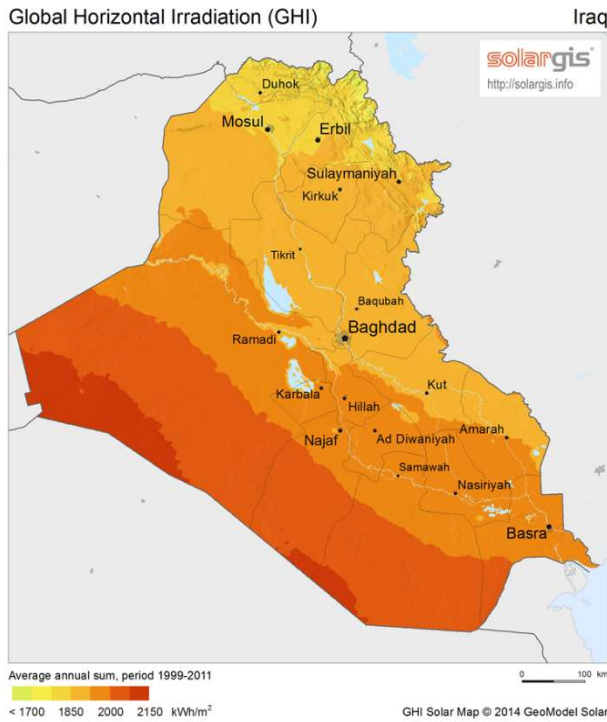 Global Horizontal Irradiation (GHI)
Iraq
solargis
http://solargis.info
Duhok
Mosul
Erbil
Sulaymaniyah
Kirkuk
Tikrit
Baqubah
Baghdad
Ramadi
Karbala
Kut
Hillah
Najaf
Ad Diwaniyah
Amarah
Samawah
Nasiriyah
Basra
Average annual sum, period 1999-2011
0 100 km
< 1700 1850 2000 2150 kWh/m²
GHI Solar Map © 2014 GeoModel Solar